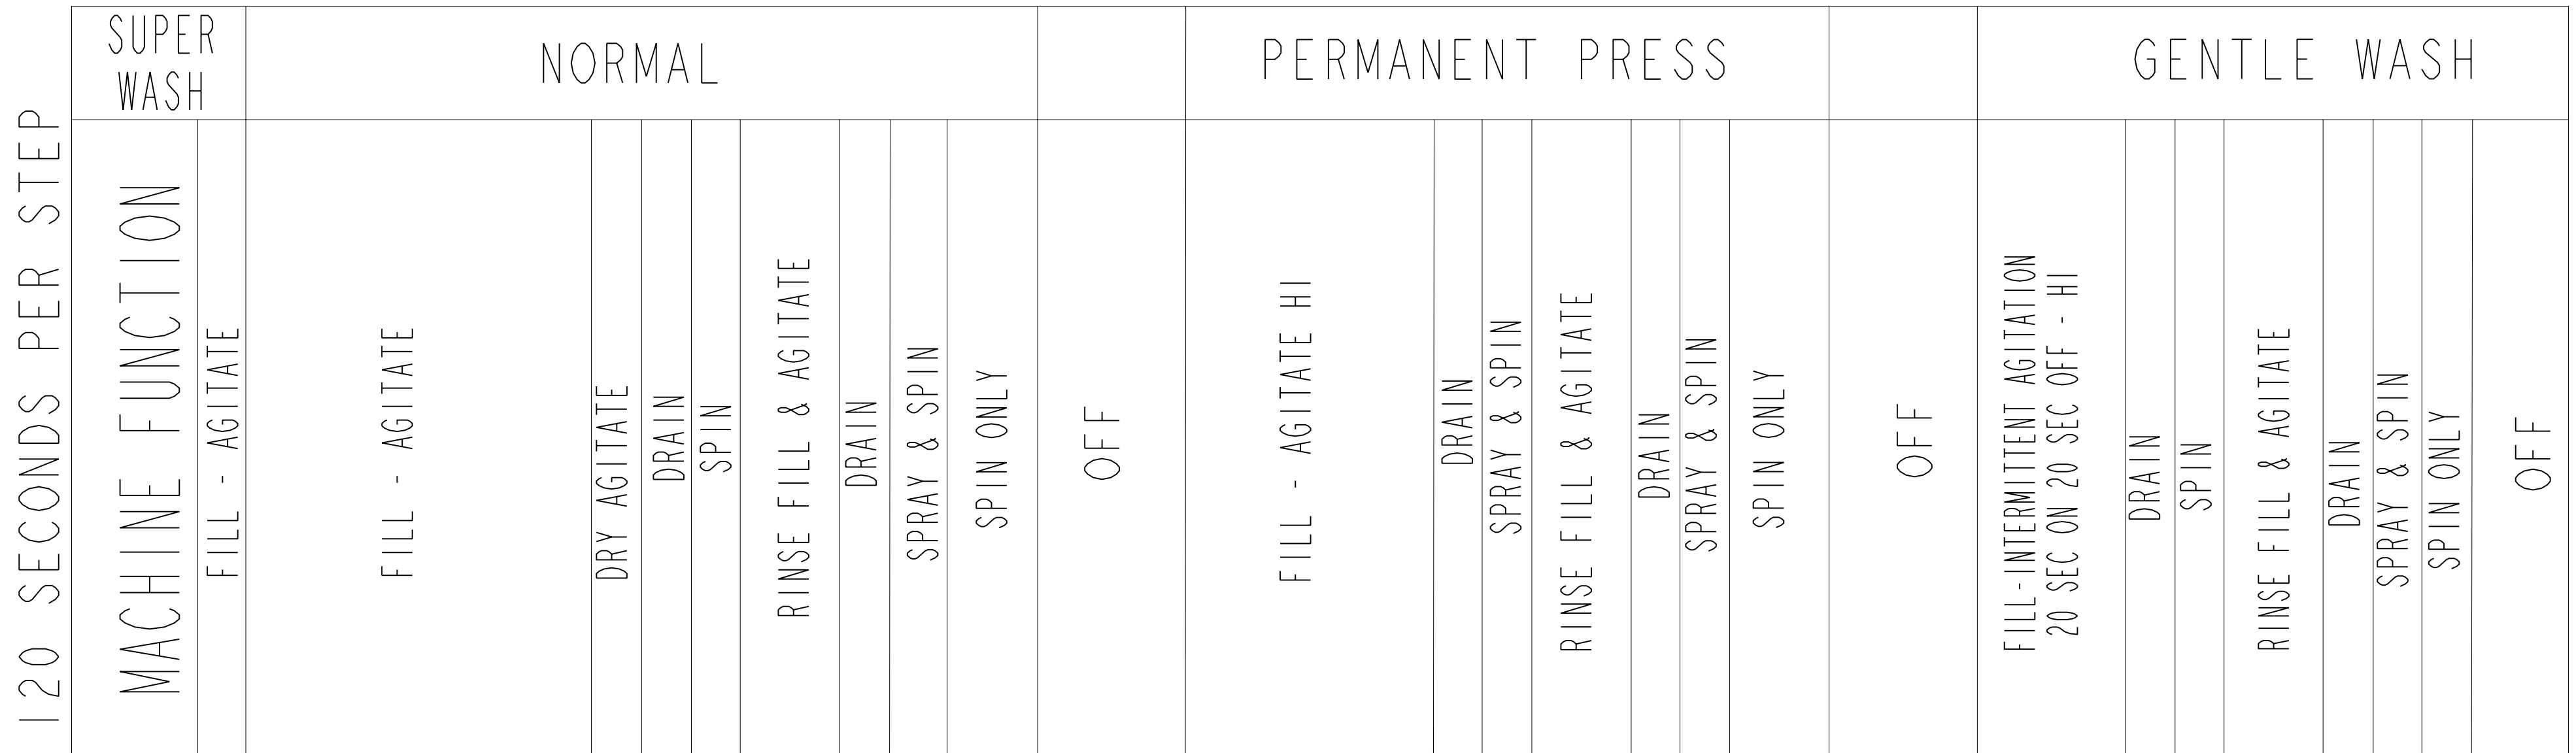 120 SECONDS PER STEP
SUPER
WASH
NORMAL
PERMANENT PRESS
GENTLE WASH
MACHINE FUNCTION
FILL - AGITATE
FILL - AGITATE
DRY AGITATE
DRAIN
SPIN
RINSE FILL & AGITATE
DRAIN
SPRAY & SPIN
SPIN ONLY
OFF
FILL - AGITATE HI
DRAIN
SPRAY & SPIN
RINSE FILL & AGITATE
DRAIN
SPRAY & SPIN
SPIN ONLY
OFF
FILL-INTERMITTENT AGITATION
20 SEC ON 20 SEC OFF - HI
DRAIN
SPIN
RINSE FILL & AGITATE
DRAIN
SPRAY & SPIN
SPIN ONLY
OFF